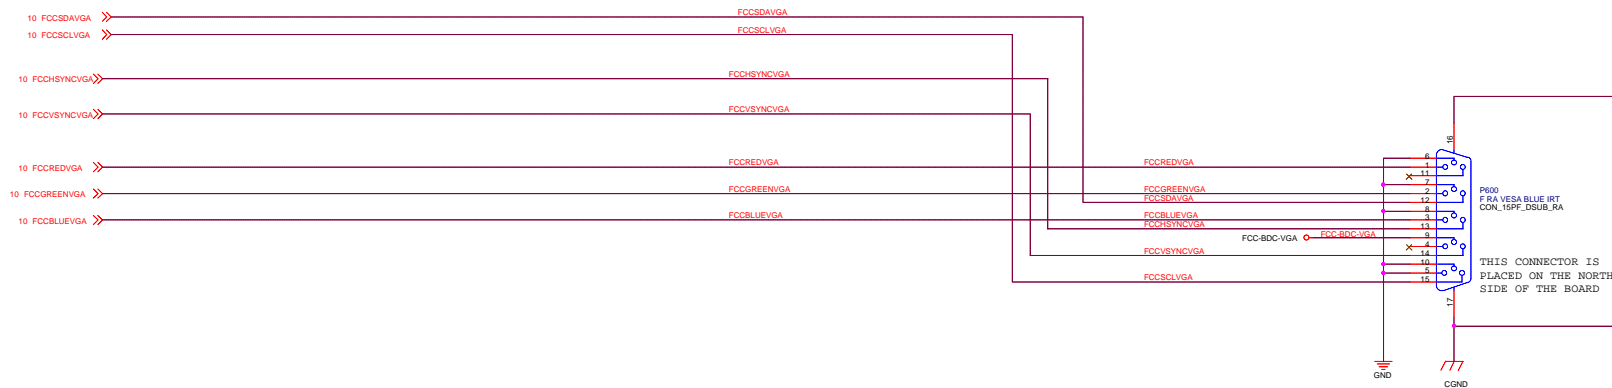 10 FCCSDAVGA
FCCSDAVGA
10 FCCSCLVGA
FCCSCLVGA
10 FCCHSYNCVGA
FCCHSYNCVGA
10 FCCVSYNCVGA
FCCVSYNCVGA
16
10 FCCREDVGA
FCCREDVGA
FCCREDVGA
10 FCCGREENVGA
FCCGREENVGA
FCCGREENVGA
FCCSDAVGA
10 FCCBLUEVGA
FCCBLUEVGA
FCCBLUEVGA
FCCHSYNCVGA
FCC-BDC-VGA
FCC-BDC-VGA
FCCVSYNCVGA
FCCSCLVGA
6
1
11
7
2
12
8
3
13
9
4
14
10
5
15
P600
F RA VESA BLUE IRT
CON_15PF_DSUB_RA
THIS CONNECTOR IS
PLACED ON THE NORTH
SIDE OF THE BOARD
17
GND
CGND